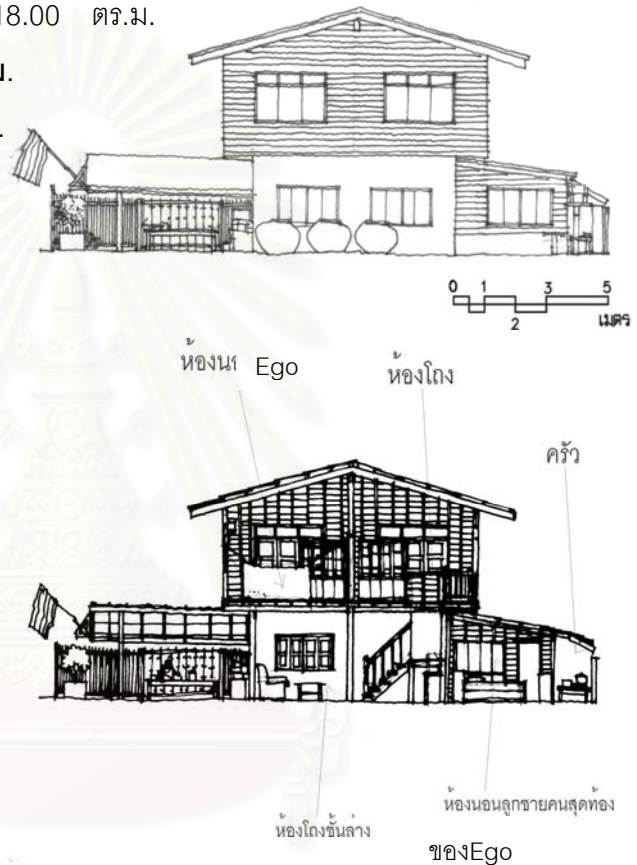 18.00 ตร.ม.
ม.
.
0 1 3 5
2 เมตร
Ego
ห้องโถง
ครัว
ห้องโถงชั้นล่าง
ห้องนอนลูกชายคนสุดท้อง
ของEgo